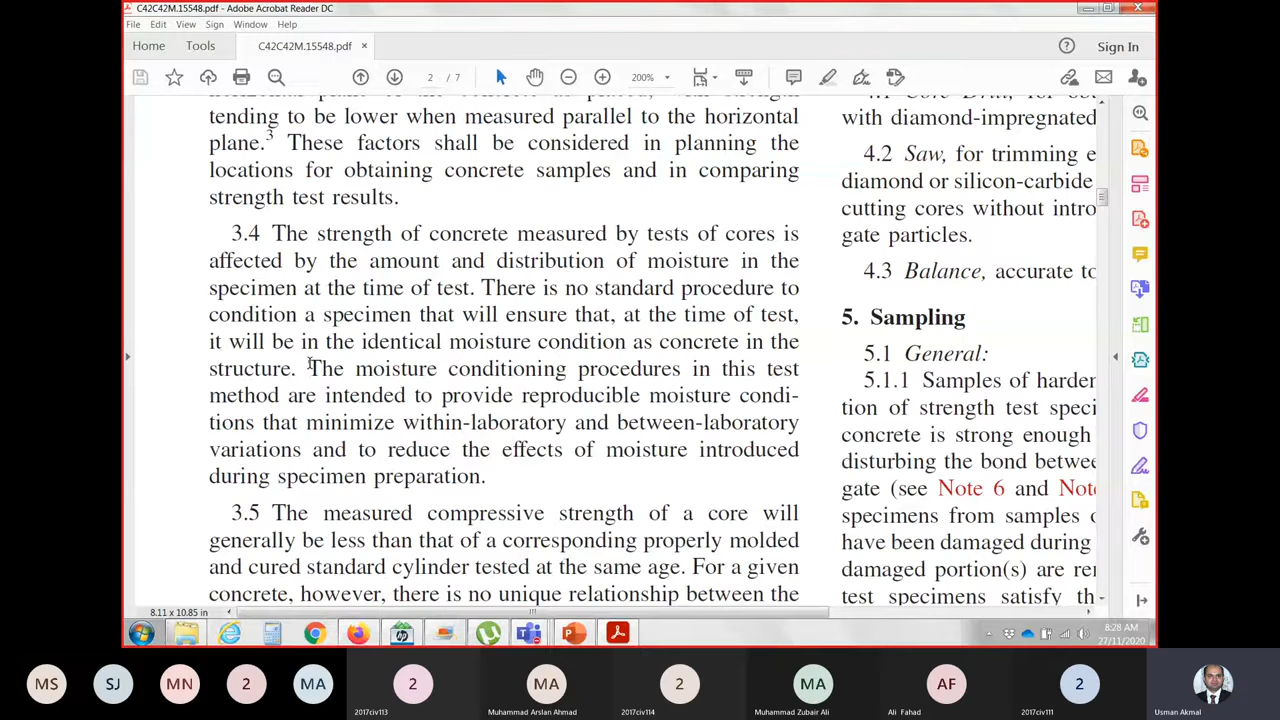 C42C42M.15548.pdf - Adobe Acrobat Reader DC
File Edit View Sign Window Help
Home Tools C42C42M.15548.pdf × Sign In
2 / 7 200%
tending to be lower when measured parallel to the horizontal
plane.3 These factors shall be considered in planning the
locations for obtaining concrete samples and in comparing
strength test results.
3.4 The strength of concrete measured by tests of cores is
affected by the amount and distribution of moisture in the
specimen at the time of test. There is no standard procedure to
condition a specimen that will ensure that, at the time of test,
it will be in the identical moisture condition as concrete in the
structure. The moisture conditioning procedures in this test
method are intended to provide reproducible moisture condi-
tions that minimize within-laboratory and between-laboratory
variations and to reduce the effects of moisture introduced
during specimen preparation.
3.5 The measured compressive strength of a core will
generally be less than that of a corresponding properly molded
and cured standard cylinder tested at the same age. For a given
concrete, however, there is no unique relationship between the
with diamond-impregnated
4.2 Saw, for trimming e
diamond or silicon-carbide
cutting cores without intro
gate particles.
4.3 Balance, accurate to
5. Sampling
5.1 General:
5.1.1 Samples of harden
tion of strength test speci
concrete is strong enough
disturbing the bond betwee
gate (see Note 6 and Note
specimens from samples o
have been damaged during
damaged portion(s) are rem
test specimens satisfy th
8.11 x 10.85 in
8:28 AM
27/11/2020
MS SJ MN 2 MA 2 MA 2 MA AF 2
2017civ113 Muhammad Arslan Ahmad 2017civ114 Muhammad Zubair Ali Ali Fahad 2017civ111 Usman Akmal